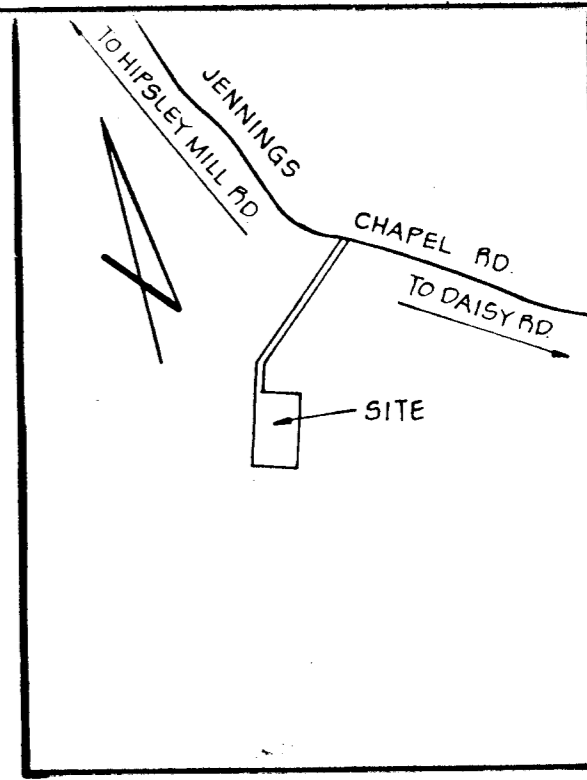 TO HIPSLEY MILL RD.
JENNINGS
CHAPEL RD.
TO DAISY RD.
SITE